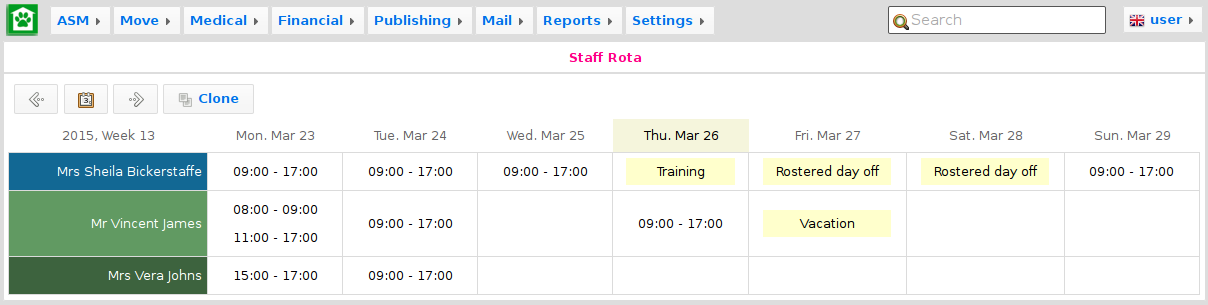 ASM Move Medical Financial Publishing Mail Reports Settings Search user
Staff Rota
Clone
2015, Week 13 Mon. Mar 23 Tue. Mar 24 Wed. Mar 25 Thu. Mar 26 Fri. Mar 27 Sat. Mar 28 Sun. Mar 29
Mrs Sheila Bickerstaffe 09:00 - 17:00 09:00 - 17:00 09:00 - 17:00 Training Rostered day off Rostered day off 09:00 - 17:00
08:00 - 09:00
Mr Vincent James 09:00 - 17:00 09:00 - 17:00 Vacation
11:00 - 17:00
Mrs Vera Johns 15:00 - 17:00 09:00 - 17:00